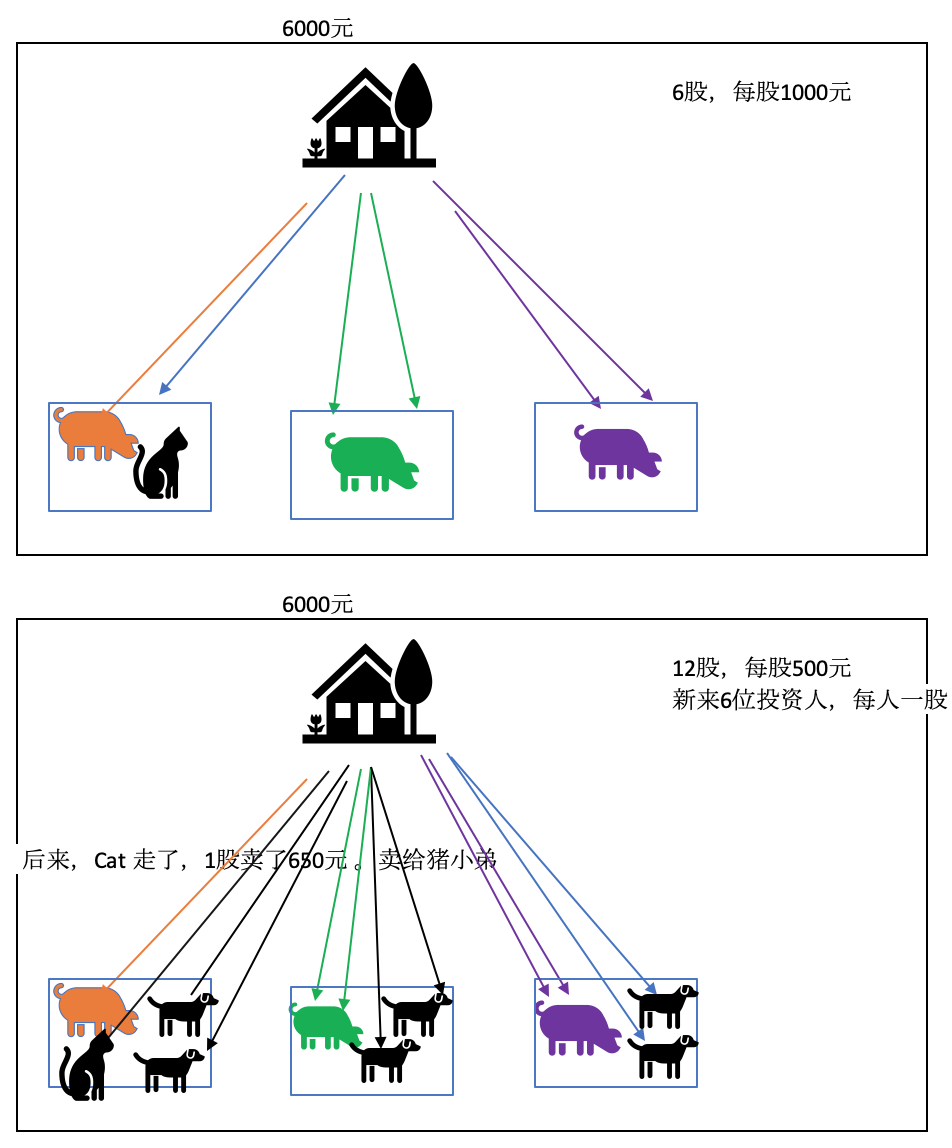 6000元
6股，每股1000元
6000元
12股，每股500元
新来6位投资人，每人一股
后来，Cat 走了，1股卖了650元 。卖给猪小弟